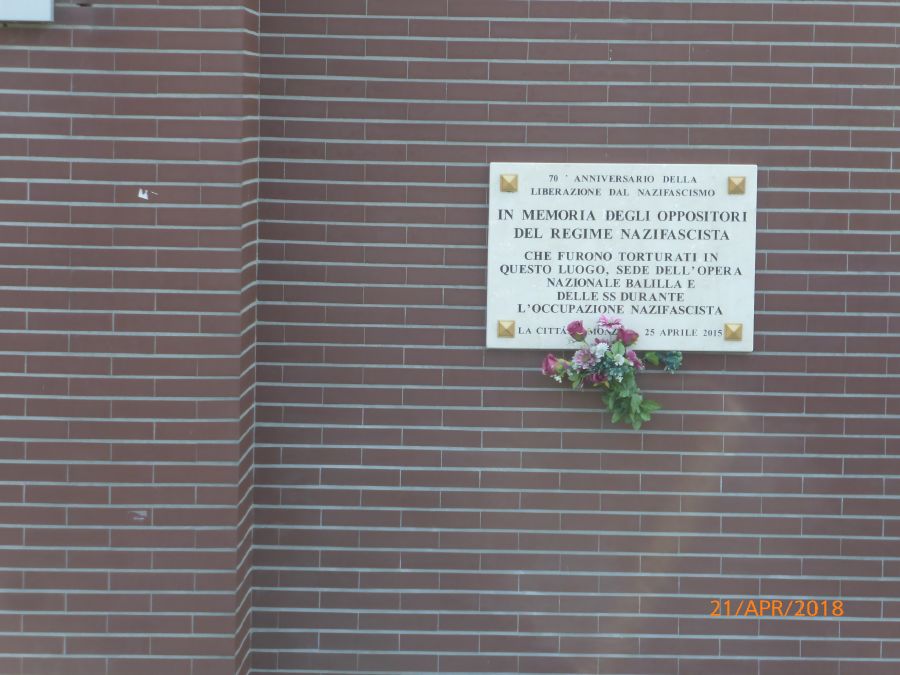 70° ANNIVERSARIO DELLA
LIBERAZIONE DAL NAZIFASCISMO
IN MEMORIA DEGLI OPPOSITORI
DEL REGIME NAZIFASCISTA
CHE FURONO TORTURATI IN
QUESTO LUOGO, SEDE DELL'OPERA
NAZIONALE BALILLA E
DELLE SS DURANTE
L'OCCUPAZIONE NAZIFASCISTA
LA CITTÀ MONZA 25 APRILE 2015
21/APR/2018